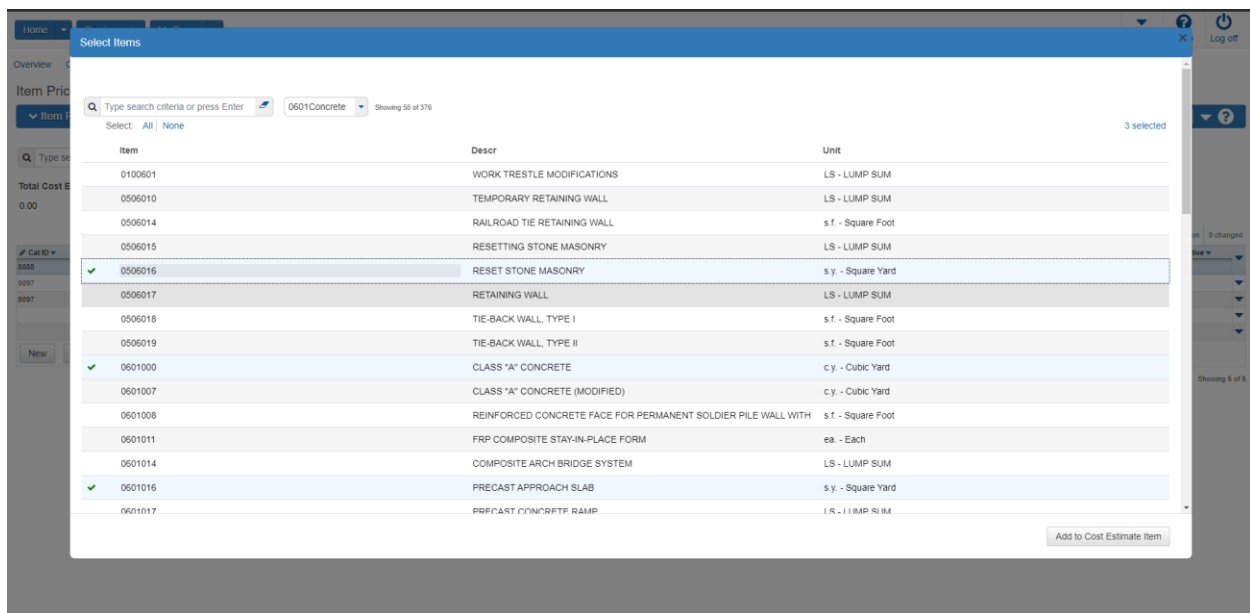 Home
Log off
Select Items
×
Overview
Item Pric
Type search criteria or press Enter 0601Concrete Showing 50 of 376
Select: All None 3 selected
Item Descr Unit
0100601 WORK TRESTLE MODIFICATIONS LS - LUMP SUM
0506010 TEMPORARY RETAINING WALL LS - LUMP SUM
0506014 RAILROAD TIE RETAINING WALL s.f. - Square Foot
0506015 RESETTING STONE MASONRY LS - LUMP SUM
0506016 RESET STONE MASONRY s.y. - Square Yard
0506017 RETAINING WALL LS - LUMP SUM
0506018 TIE-BACK WALL, TYPE I s.f. - Square Foot
0506019 TIE-BACK WALL, TYPE II s.f. - Square Foot
0601000 CLASS "A" CONCRETE c.y. - Cubic Yard
0601007 CLASS "A" CONCRETE (MODIFIED) c.y. - Cubic Yard
0601008 REINFORCED CONCRETE FACE FOR PERMANENT SOLDIER PILE WALL WITH s.f. - Square Foot
0601011 FRP COMPOSITE STAY-IN-PLACE FORM ea. - Each
0601014 COMPOSITE ARCH BRIDGE SYSTEM LS - LUMP SUM
0601016 PRECAST APPROACH SLAB s.y. - Square Yard
0601017 PRECAST CONCRETE RAMP LS - LUMP SUM
Add to Cost Estimate Item
Item P
Type se
Total Cost E
0.00
0 changed
Cat ID
0097
0097
New
Showing 5 of 5